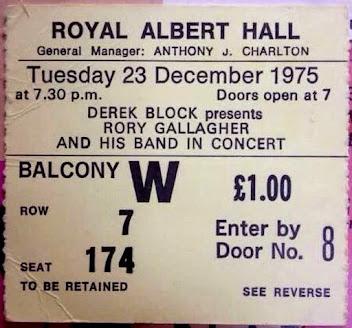 ROYAL ALBERT HALL
General Manager: ANTHONY J. CHARLTON
Tuesday 23 December 1975
at 7.30 p.m. Doors open at 7
DEREK BLOCK presents
RORY GALLAGHER
AND HIS BAND IN CONCERT
BALCONY W £1.00
ROW 7
Enter by
Door No. 8
SEAT 174
TO BE RETAINED
SEE REVERSE